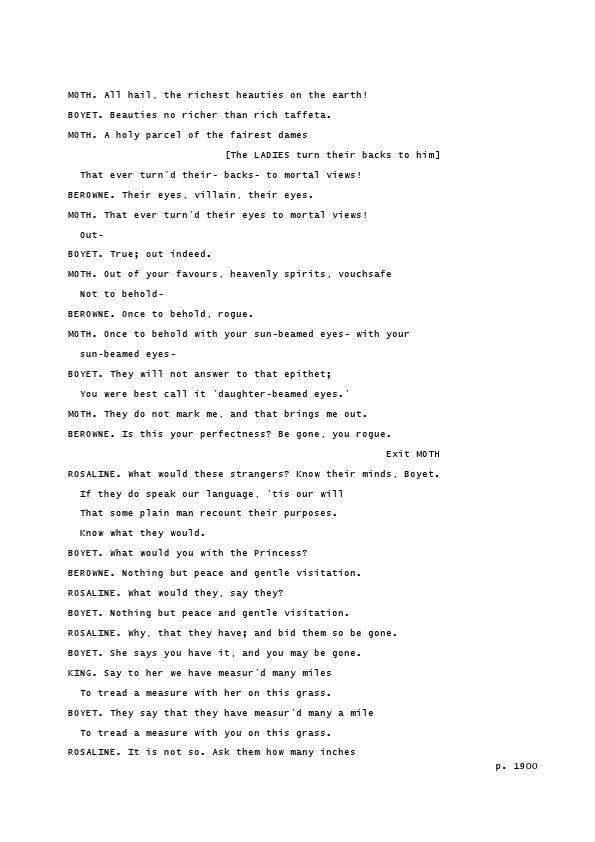 MOTH. All hail, the richest heauties on the earth!
BOYET. Beauties no richer than rich taffeta.
MOTH. A holy parcel of the fairest dames
[The LADIES turn their backs to him]
That ever turn'd their- backs- to mortal views!
BEROWNE. Their eyes, villain, their eyes.
MOTH. That ever turn'd their eyes to mortal views!
Out-
BOYET. True; out indeed.
MOTH. Out of your favours, heavenly spirits, vouchsafe
Not to behold-
BEROWNE. Once to behold, rogue.
MOTH. Once to behold with your sun-beamed eyes- with your
sun-beamed eyes-
BOYET. They will not answer to that epithet;
You were best call it 'daughter-beamed eyes.'
MOTH. They do not mark me, and that brings me out.
BEROWNE. Is this your perfectness? Be gone, you rogue.
Exit MOTH
ROSALINE. What would these strangers? Know their minds, Boyet.
If they do speak our language, 'tis our will
That some plain man recount their purposes.
Know what they would.
BOYET. What would you with the Princess?
BEROWNE. Nothing but peace and gentle visitation.
ROSALINE. What would they, say they?
BOYET. Nothing but peace and gentle visitation.
ROSALINE. Why, that they have; and bid them so be gone.
BOYET. She says you have it, and you may be gone.
KING. Say to her we have measur'd many miles
To tread a measure with her on this grass.
BOYET. They say that they have measur'd many a mile
To tread a measure with you on this grass.
ROSALINE. It is not so. Ask them how many inches
p. 1900